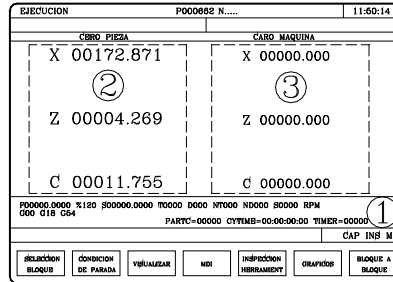 EJECUCION P000662 N..... 11:50:14
CERO PIEZA CARO MAQUINA
X 00172.871 X 00000.000
2 3
Z 00004.269 Z 00000.000
C 00011.755 C 00000.000
F00000.0000 %120 S00000.0000 T0000 D000 NT000 ND000 S0000 RPM
G00 G18 G54
PARTC=00000 CYTIME=00:00:00:00 TIMER=00000
1
CAP INS M
SELECCION BLOQUE
CONDICION DE PARADA
VISUALIZAR
MDI
INSPECCION HERRAMIENT
GRAFICOS
BLOQUE A BLOQUE